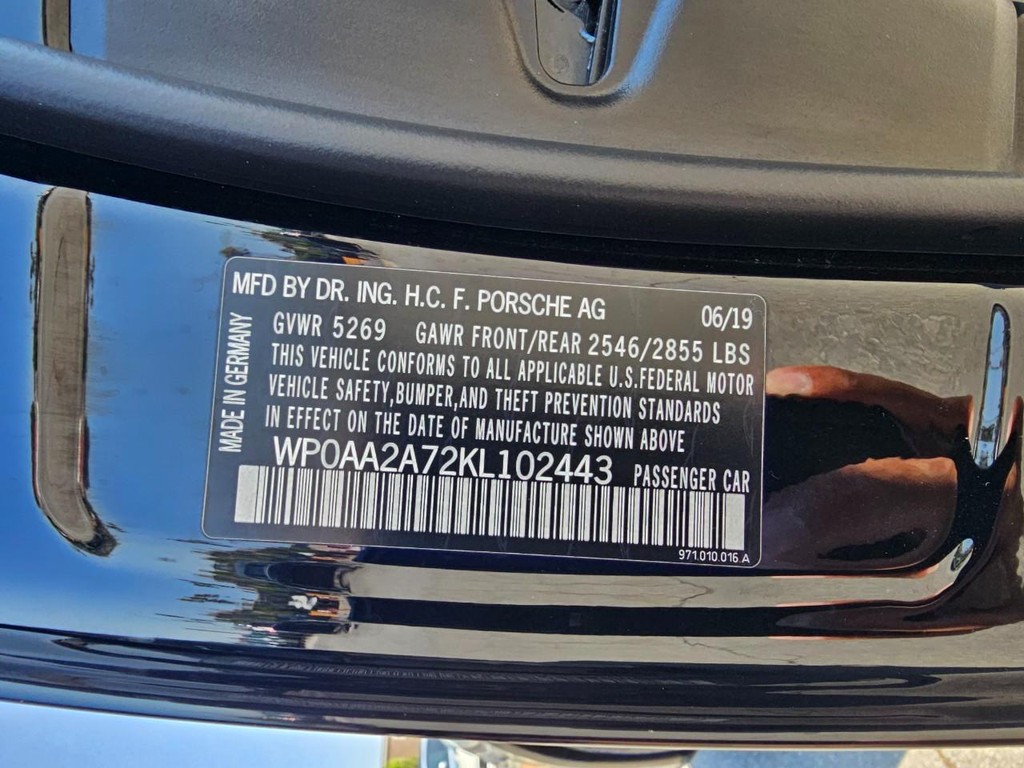 MFD BY DR. ING. H.C. F. PORSCHE AG 06/19
GVWR 5269 GAWR FRONT/REAR 2546/2855 LBS
THIS VEHICLE CONFORMS TO ALL APPLICABLE U.S.FEDERAL MOTOR
VEHICLE SAFETY,BUMPER,AND THEFT PREVENTION STANDARDS
IN EFFECT ON THE DATE OF MANUFACTURE SHOWN ABOVE
WP0AA2A72KL102443 PASSENGER CAR
971.010.016.A
MADE IN GERMANY